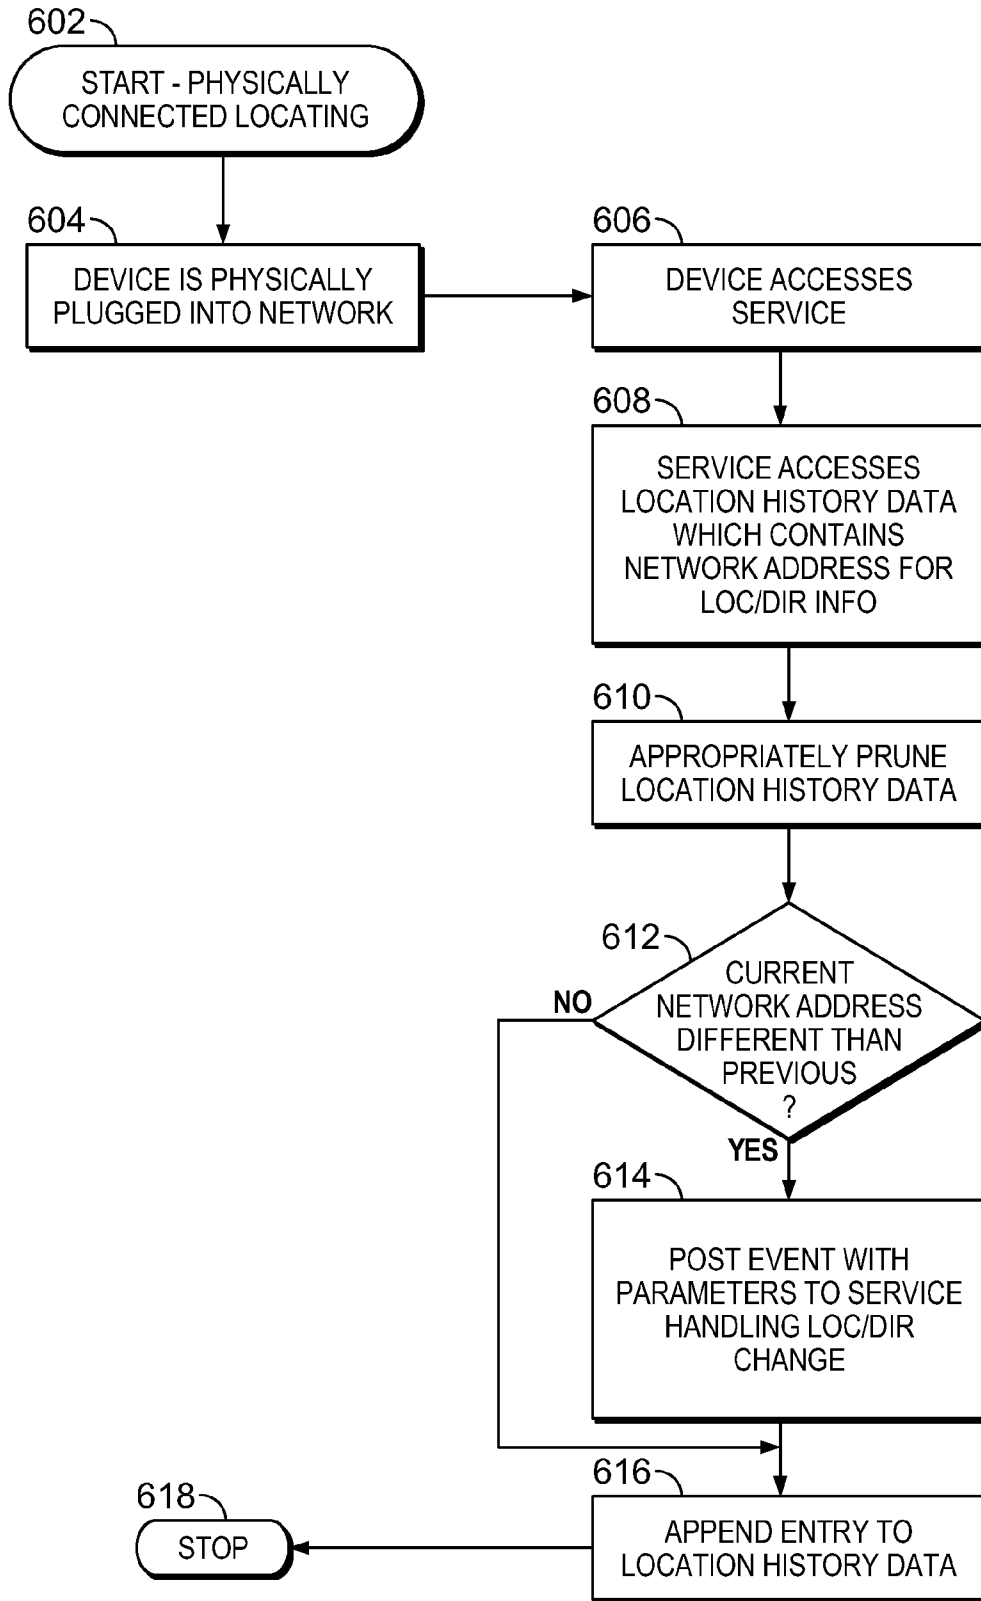 602
START - PHYSICALLY
CONNECTED LOCATING
604
DEVICE IS PHYSICALLY
PLUGGED INTO NETWORK
606
DEVICE ACCESSES
SERVICE
608
SERVICE ACCESSES
LOCATION HISTORY DATA
WHICH CONTAINS
NETWORK ADDRESS FOR
LOC/DIR INFO
610
APPROPRIATELY PRUNE
LOCATION HISTORY DATA
612
CURRENT
NETWORK ADDRESS
DIFFERENT THAN
PREVIOUS
?
NO
YES
614
POST EVENT WITH
PARAMETERS TO SERVICE
HANDLING LOC/DIR
CHANGE
616
APPEND ENTRY TO
LOCATION HISTORY DATA
618
STOP